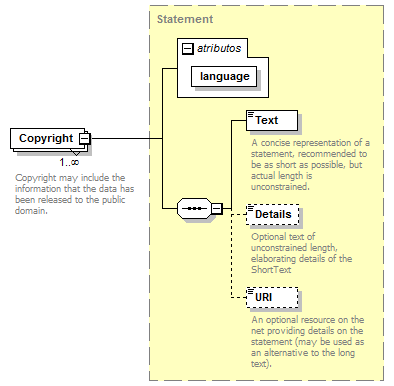 Statement
atributos
language
Copyright
1..∞
Copyright may include the
information that the data has
been released to the public
domain.
Text
A concise representation of a
statement, recommended to
be as short as possible, but
actual length is
unconstrained.
Details
Optional text of
unconstrained length,
elaborating details of the
ShortText
URI
An optional resource on the
net providing details on the
statement (may be used as
an alternative to the long
text).